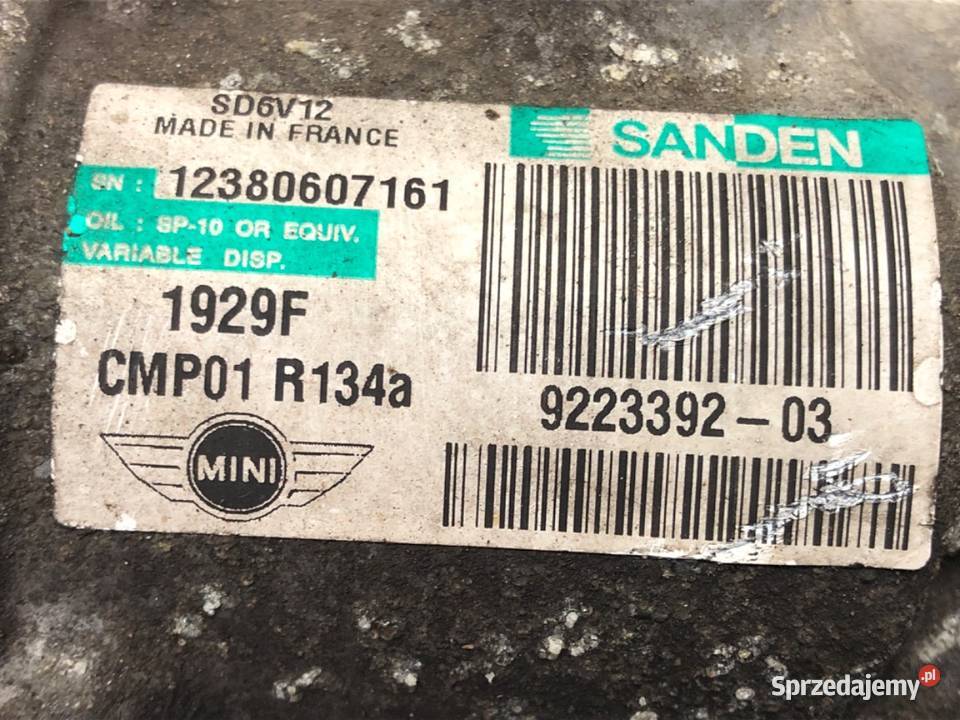 SD6V12
MADE IN FRANCE
SANDEN
SN : 12380607161
OIL : SP-10 OR EQUIV.
VARIABLE DISP.
1929F
CMP01 R134a
9223392-03
MINI
Sprzedajemy.pl